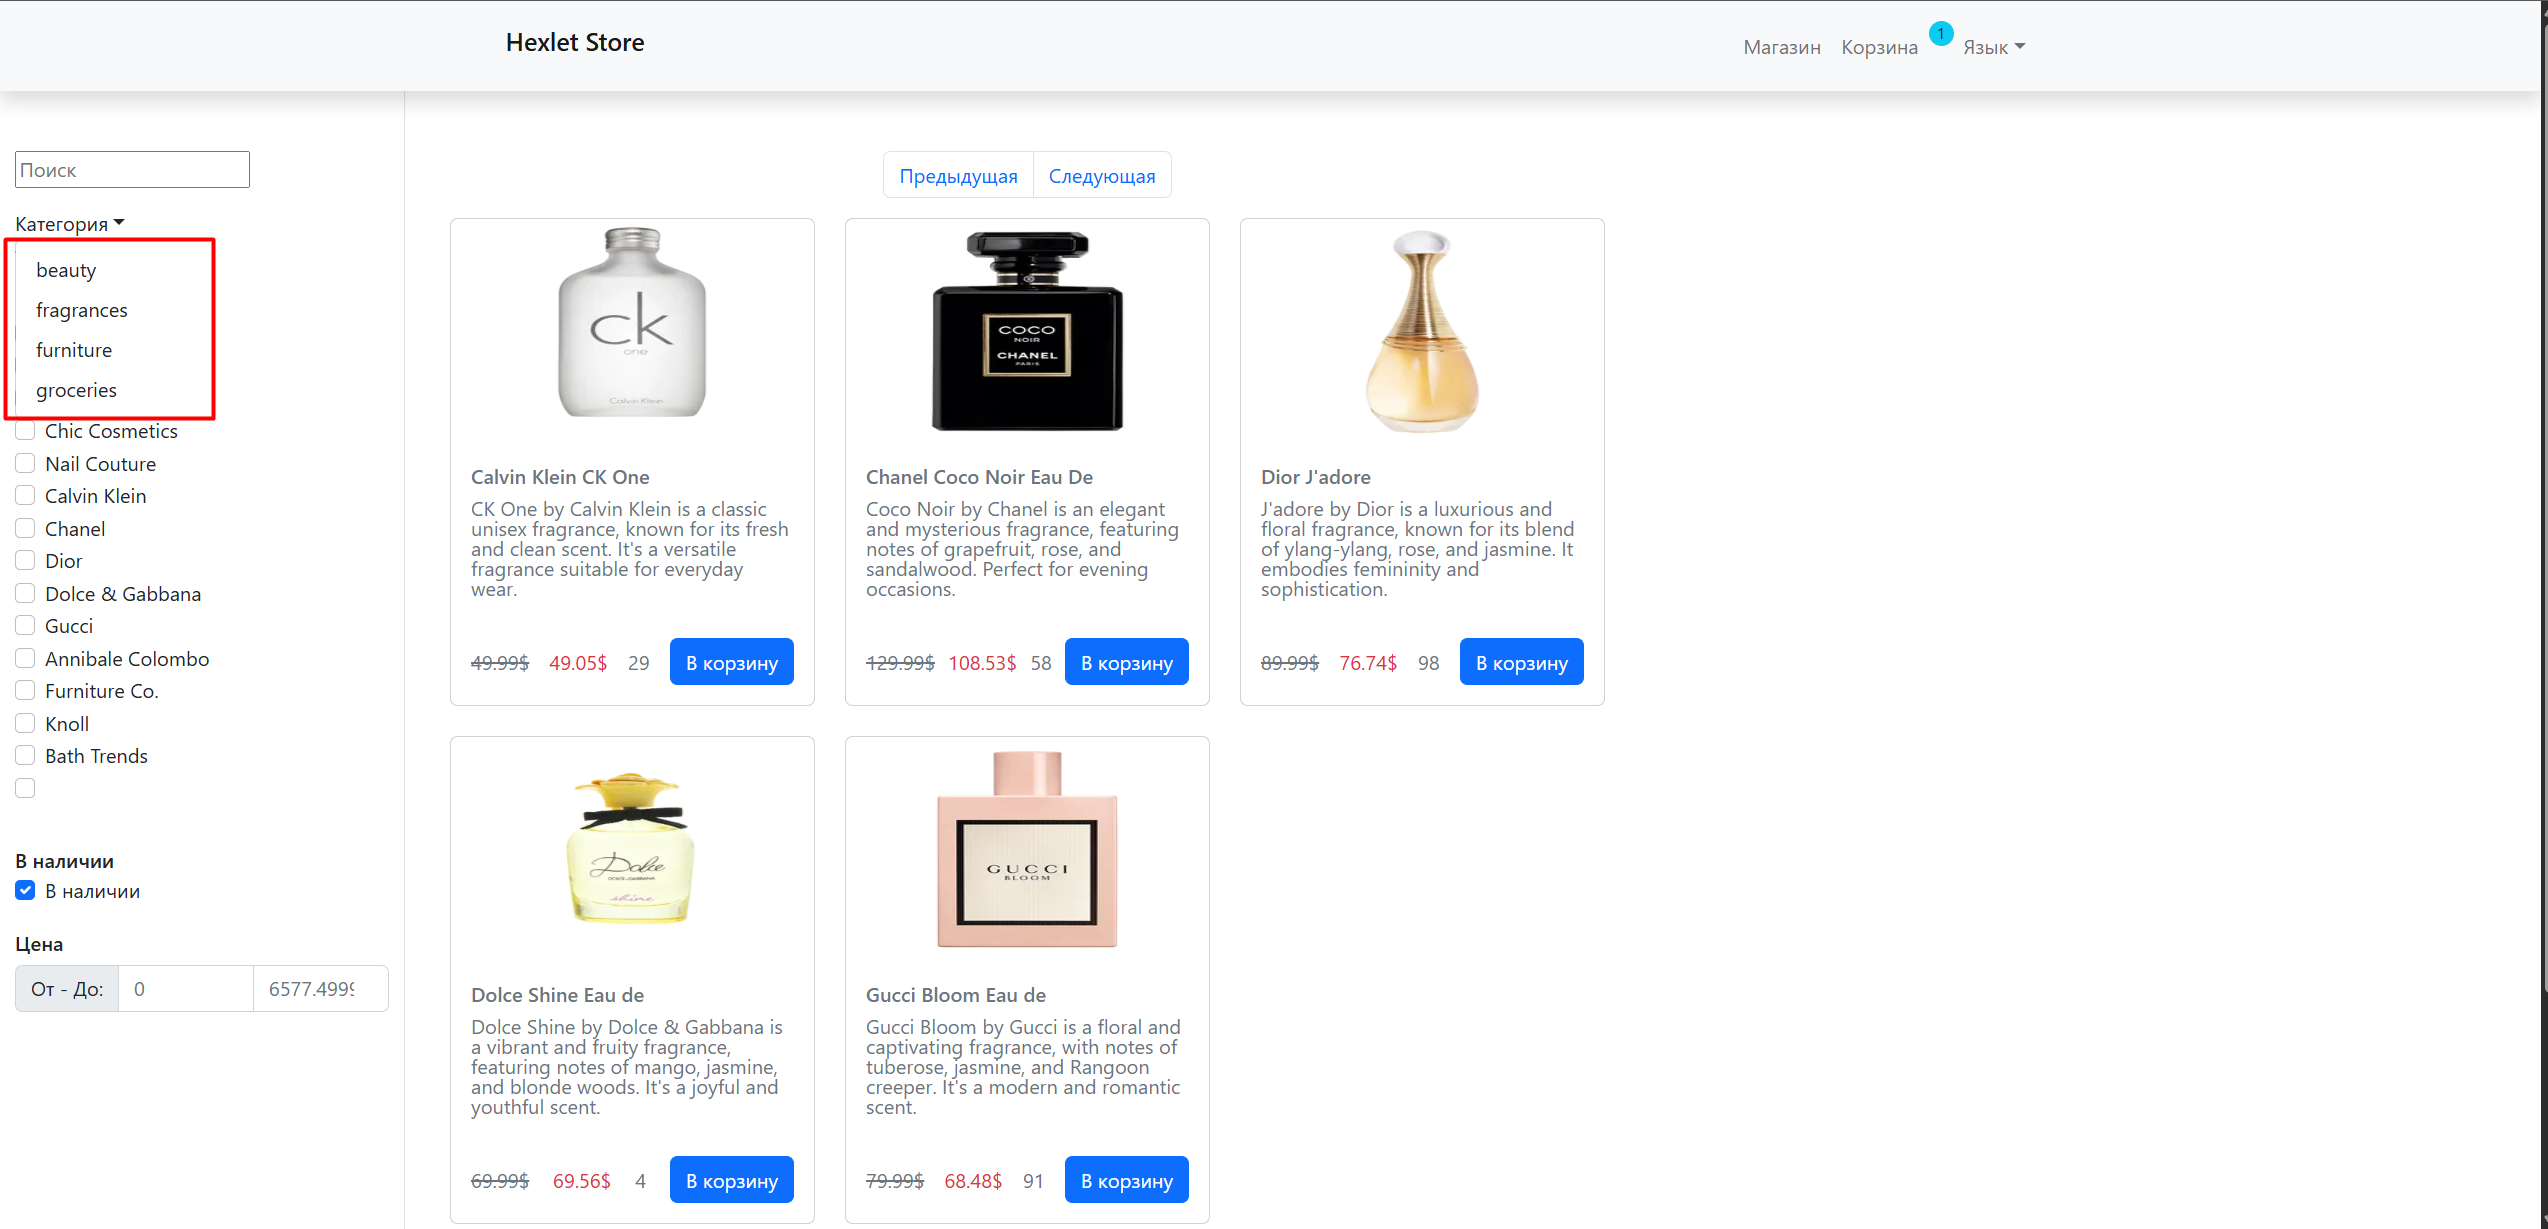 Hexlet Store
Магазин
Корзина
1
Язык
Поиск
Категория
beauty
fragrances
furniture
groceries
Chic Cosmetics
Nail Couture
Calvin Klein
Chanel
Dior
Dolce & Gabbana
Gucci
Annibale Colombo
Furniture Co.
Knoll
Bath Trends
В наличии
В наличии
Цена
От - До:
0
6577.4999
Предыдущая
Следующая
ck
one
Calvin Klein
Calvin Klein CK One
CK One by Calvin Klein is a classic
unisex fragrance, known for its fresh
and clean scent. It's a versatile
fragrance suitable for everyday
wear.
49.99$ 49.05$ 29 В корзину
COCO
NOIR
CHANEL
PARIS
Chanel Coco Noir Eau De
Coco Noir by Chanel is an elegant
and mysterious fragrance, featuring
notes of grapefruit, rose, and
sandalwood. Perfect for evening
occasions.
129.99$ 108.53$ 58 В корзину
Dior J'adore
J'adore by Dior is a luxurious and
floral fragrance, known for its blend
of ylang-ylang, rose, and jasmine. It
embodies femininity and
sophistication.
89.99$ 76.74$ 98 В корзину
Dolce
DOLCE & GABBANA
shine
Dolce Shine Eau de
Dolce Shine by Dolce & Gabbana is
a vibrant and fruity fragrance,
featuring notes of mango, jasmine,
and blonde woods. It's a joyful and
youthful scent.
69.99$ 69.56$ 4 В корзину
GUCCI
BLOOM
Gucci Bloom Eau de
Gucci Bloom by Gucci is a floral and
captivating fragrance, with notes of
tuberose, jasmine, and Rangoon
creeper. It's a modern and romantic
scent.
79.99$ 68.48$ 91 В корзину